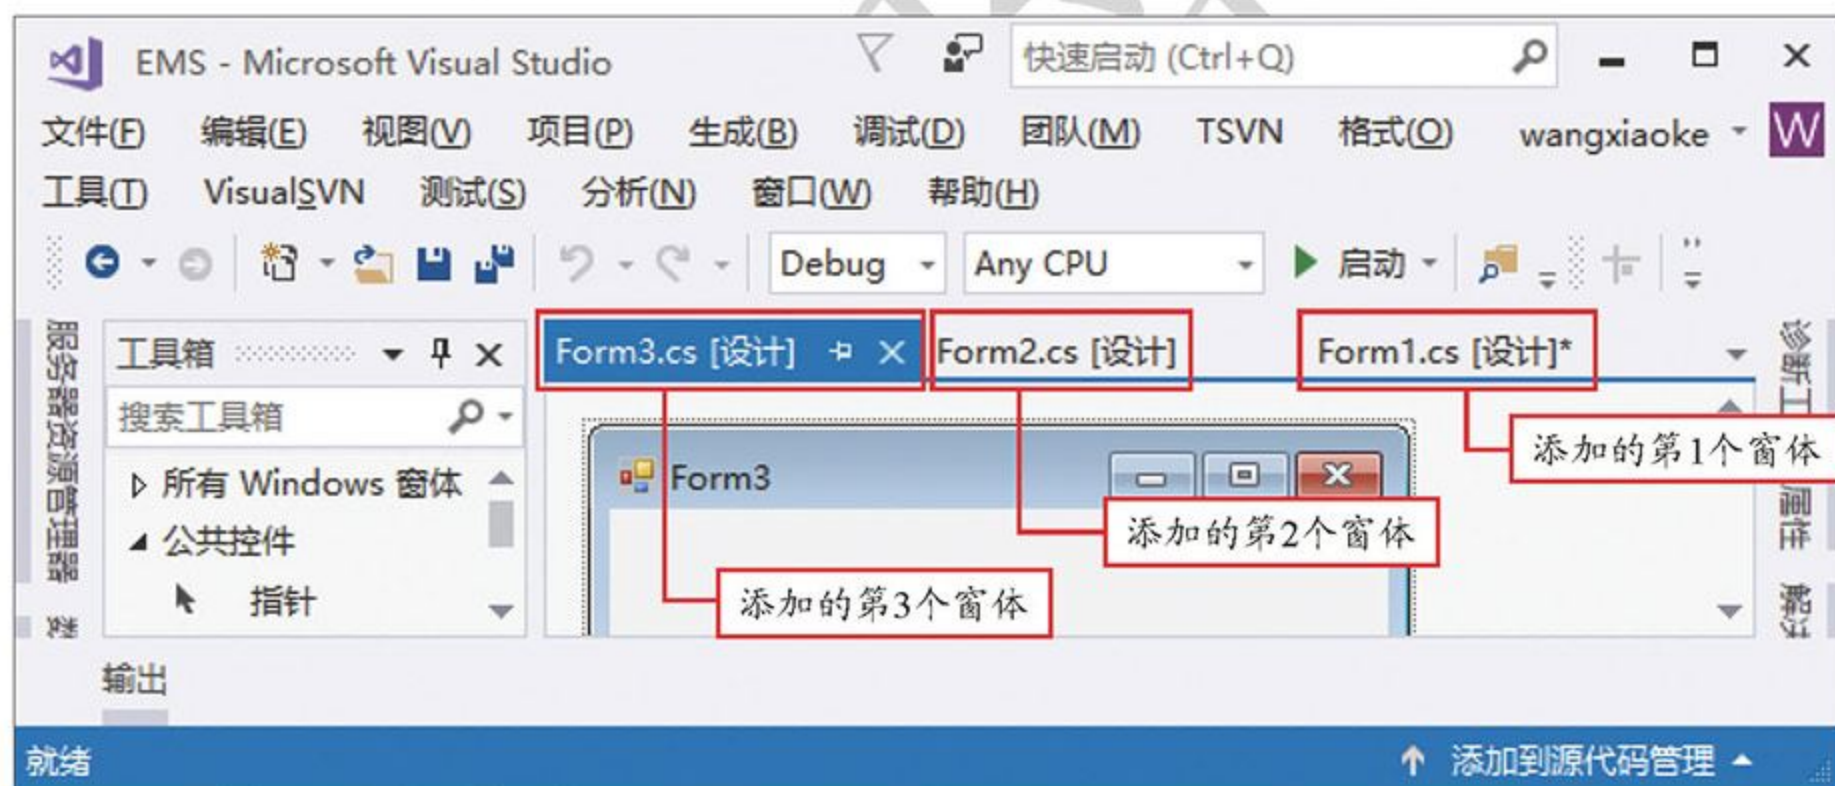 EMS - Microsoft Visual Studio
快速启动 (Ctrl+Q)
文件(F) 编辑(E) 视图(V) 项目(P) 生成(B) 调试(D) 团队(M) TSVN 格式(O) wangxiaoke W
工具(T) VisualSVN 测试(S) 分析(N) 窗口(W) 帮助(H)
Debug Any CPU 启动
服务器资源管理器
工具箱
Form3.cs [设计] Form2.cs [设计] Form1.cs [设计]*
搜索工具箱
添加的第1个窗体
所有 Windows 窗体
Form3
添加的第2个窗体
公共控件
指针
添加的第3个窗体
诊断工
属性
输出
就绪
添加到源代码管理